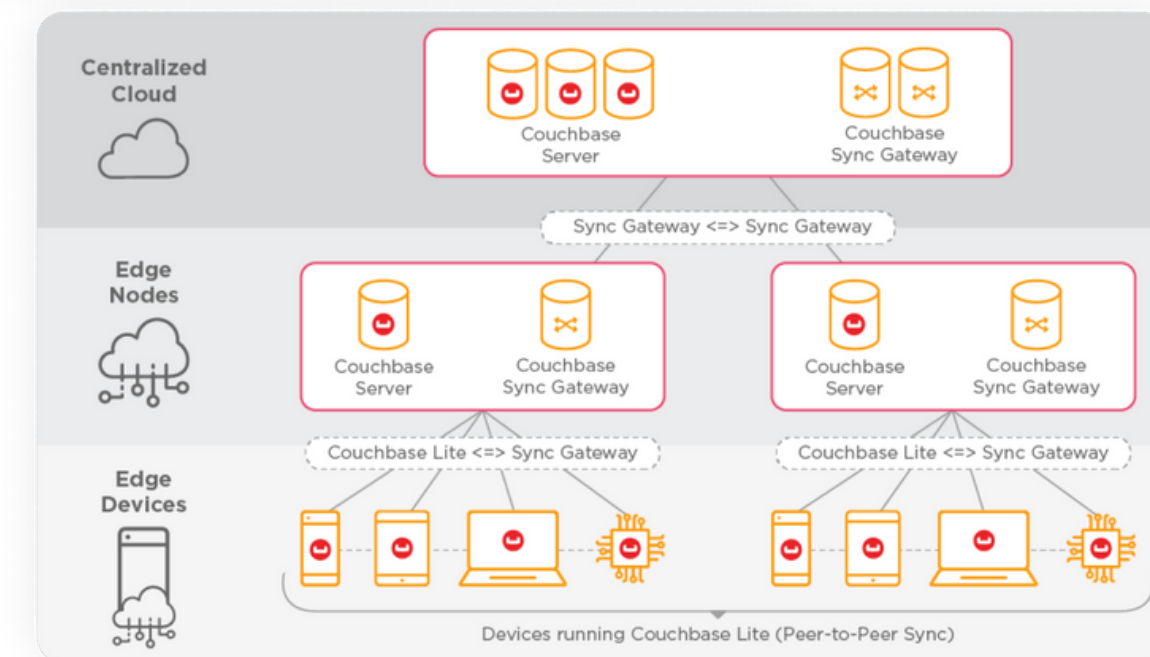 Centralized
Cloud
Couchbase
Server
Couchbase
Sync Gateway
Sync Gateway <=> Sync Gateway
Edge
Nodes
Couchbase
Server
Couchbase
Sync Gateway
Couchbase
Server
Couchbase
Sync Gateway
Couchbase Lite <=> Sync Gateway
Couchbase Lite <=> Sync Gateway
Edge
Devices
Devices running Couchbase Lite (Peer-to-Peer Sync)